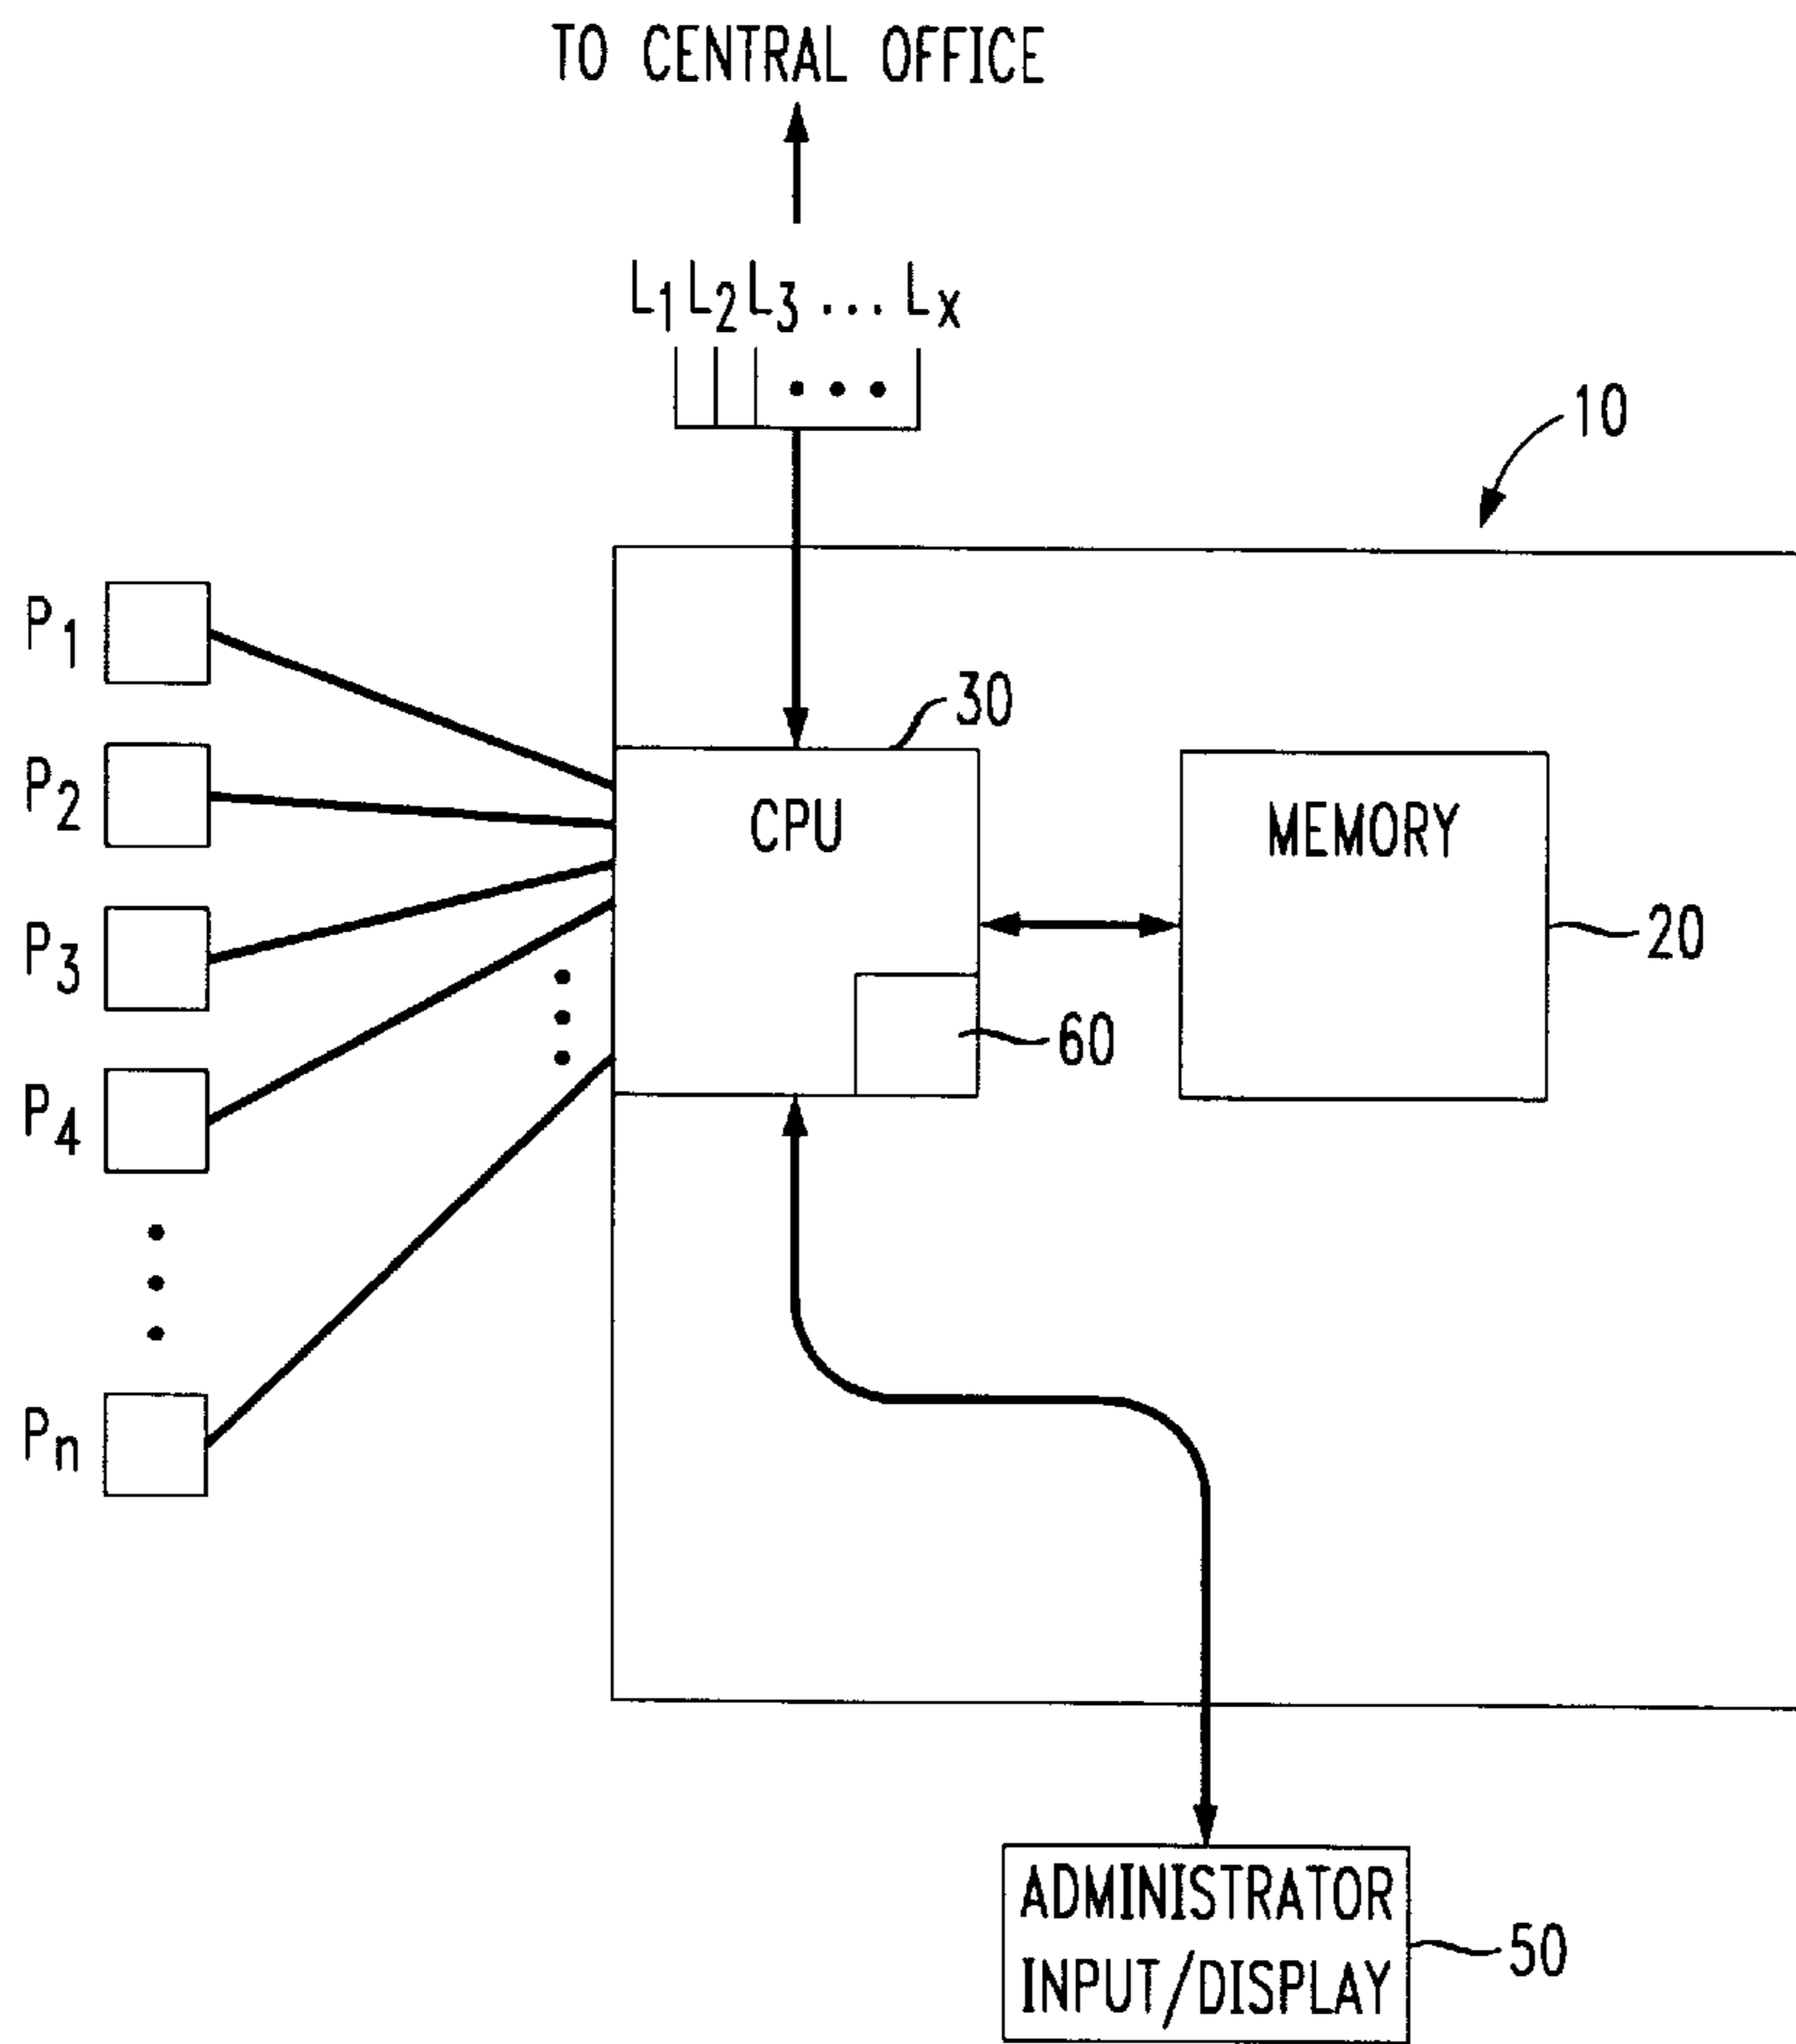 TO CENTRAL OFFICE
L1 L2 L3 ... Lx
10
P1
30
P2
CPU
MEMORY
P3
20
60
P4
Pn
ADMINISTRATOR
INPUT/DISPLAY
50